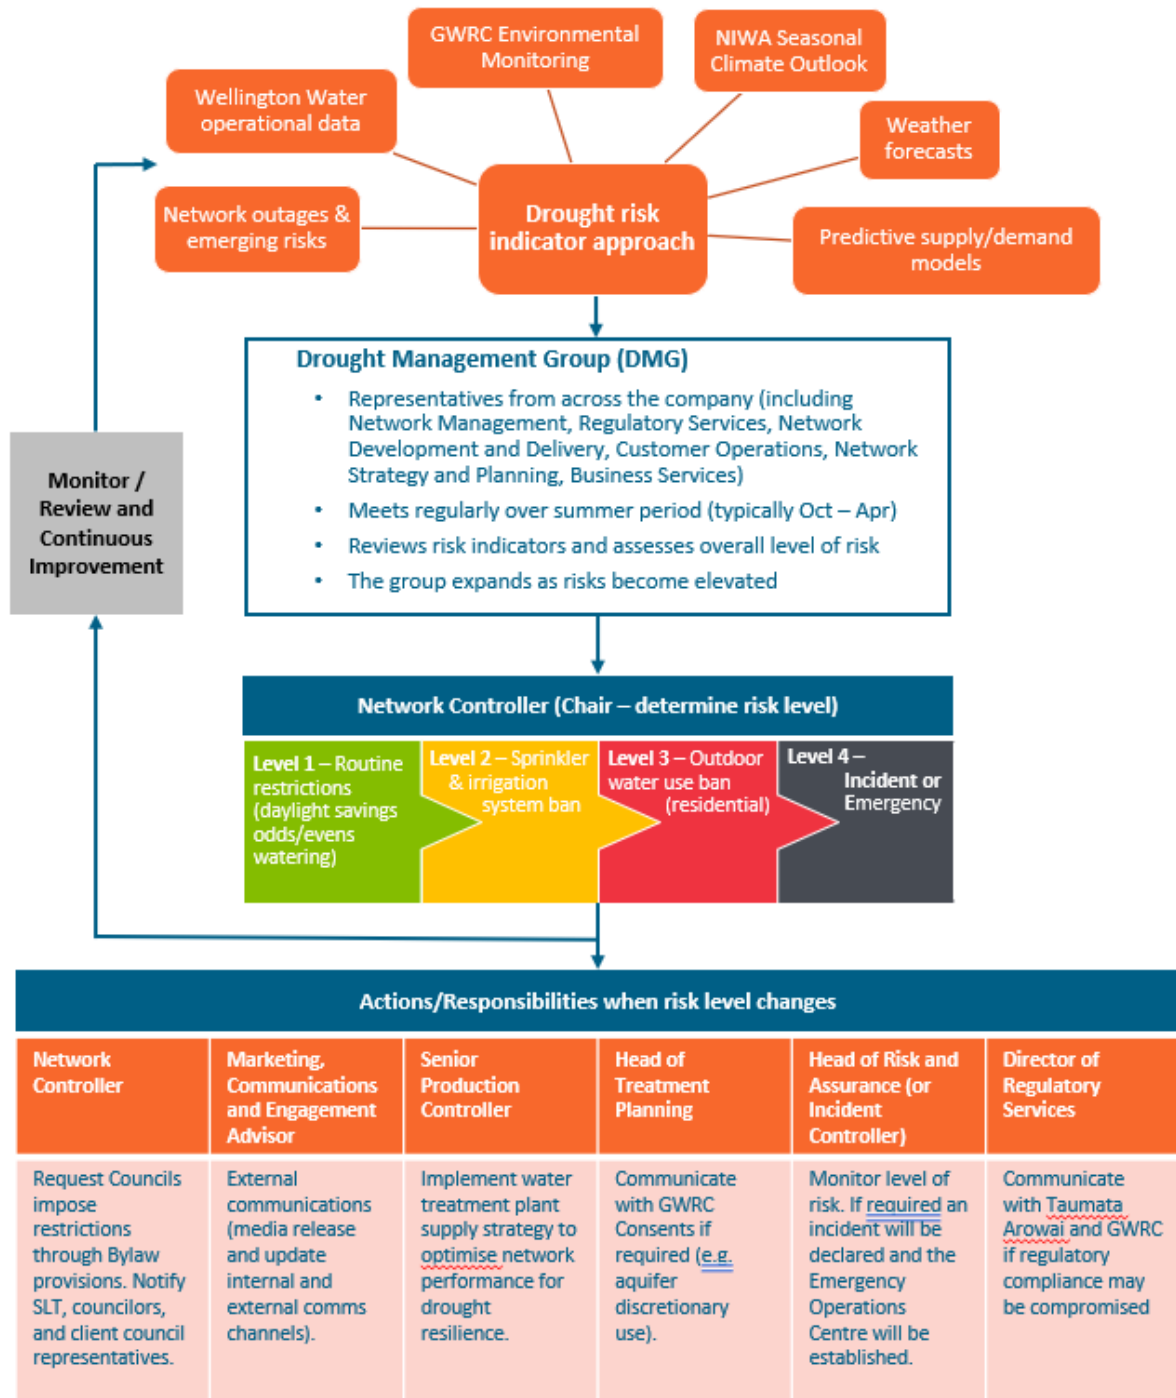 GWRC Environmental
Monitoring
NIWA Seasonal
Climate Outlook
Wellington Water
operational data
Weather
forecasts
Network outages &
emerging risks
Drought risk
indicator approach
Predictive supply/demand
models
Drought Management Group (DMG)
• Representatives from across the company (including
Network Management, Regulatory Services, Network
Development and Delivery, Customer Operations, Network
Strategy and Planning, Business Services)
• Meets regularly over summer period (typically Oct – Apr)
• Reviews risk indicators and assesses overall level of risk
• The group expands as risks become elevated
Monitor /
Review and
Continuous
Improvement
Network Controller (Chair – determine risk level)
Level 1 – Routine
restrictions
(daylight savings
odds/evens
watering)
Level 2 – Sprinkler
& irrigation
system ban
Level 3 – Outdoor
water use ban
(residential)
Level 4 –
Incident or
Emergency
Actions/Responsibilities when risk level changes
Network
Controller
Marketing,
Communications
and Engagement
Advisor
Senior
Production
Controller
Head of
Treatment
Planning
Head of Risk and
Assurance (or
Incident
Controller)
Director of
Regulatory
Services
Request Councils
impose
restrictions
through Bylaw
provisions. Notify
SLT, councilors,
and client council
representatives.
External
communications
(media release
and update
internal and
external comms
channels).
Implement water
treatment plant
supply strategy to
optimise network
performance for
drought
resilience.
Communicate
with GWRC
Consents if
required (e.g.
aquifer
discretionary
use).
Monitor level of
risk. If required an
incident will be
declared and the
Emergency
Operations
Centre will be
established.
Communicate
with Taumata
Arowai and GWRC
if regulatory
compliance may
be compromised